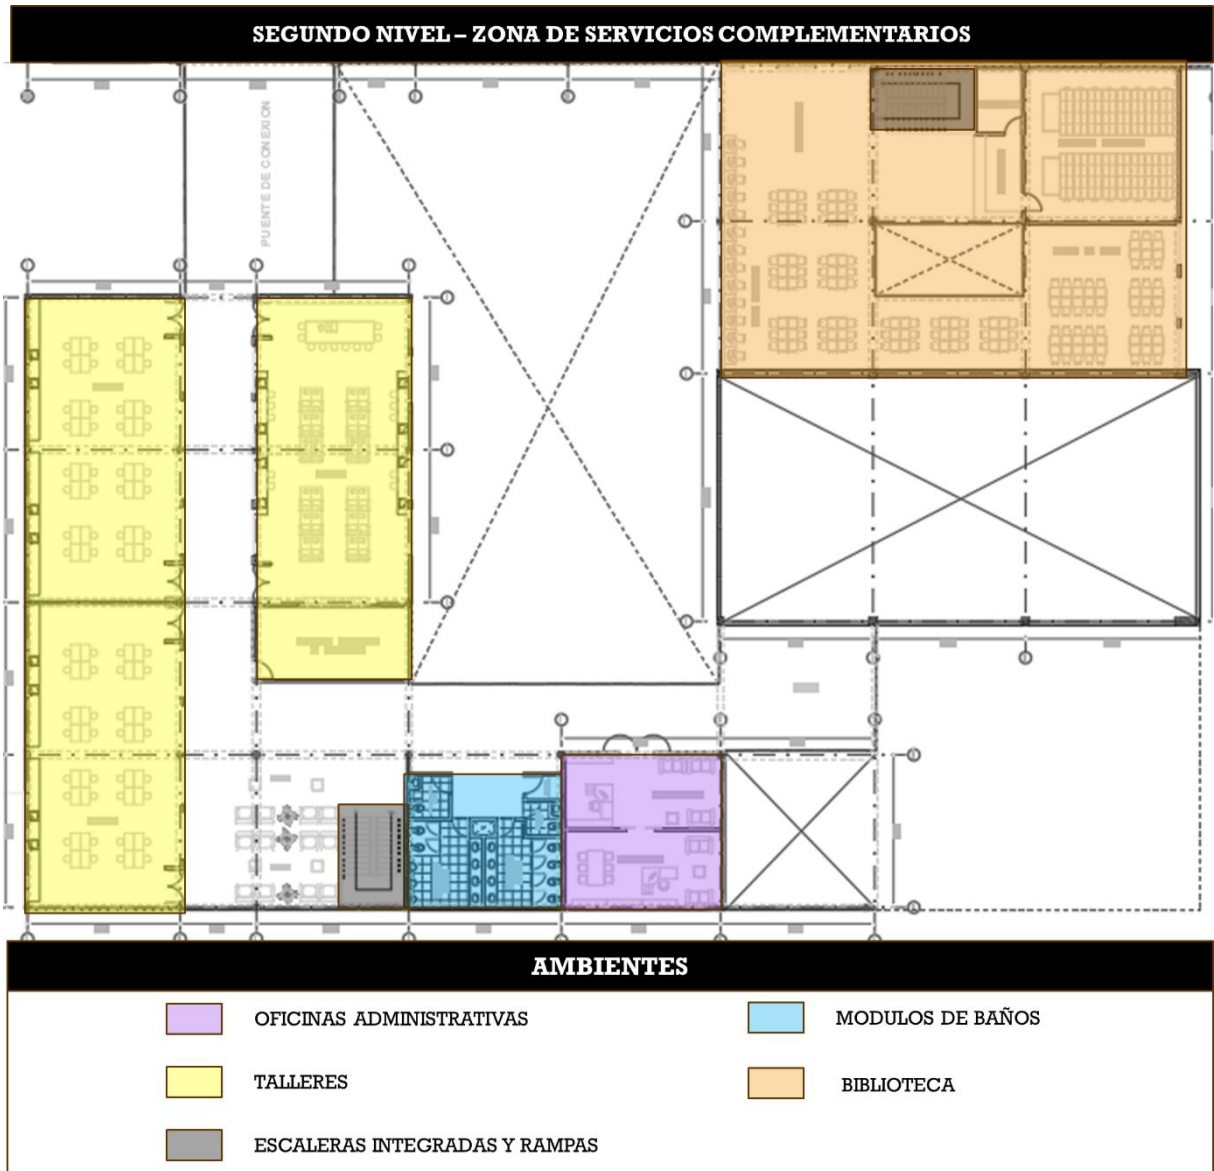 SEGUNDO NIVEL – ZONA DE SERVICIOS COMPLEMENTARIOS
PUENTE DE CONEXION
AMBIENTES
OFICINAS ADMINISTRATIVAS
MODULOS DE BAÑOS
TALLERES
BIBLIOTECA
ESCALERAS INTEGRADAS Y RAMPAS